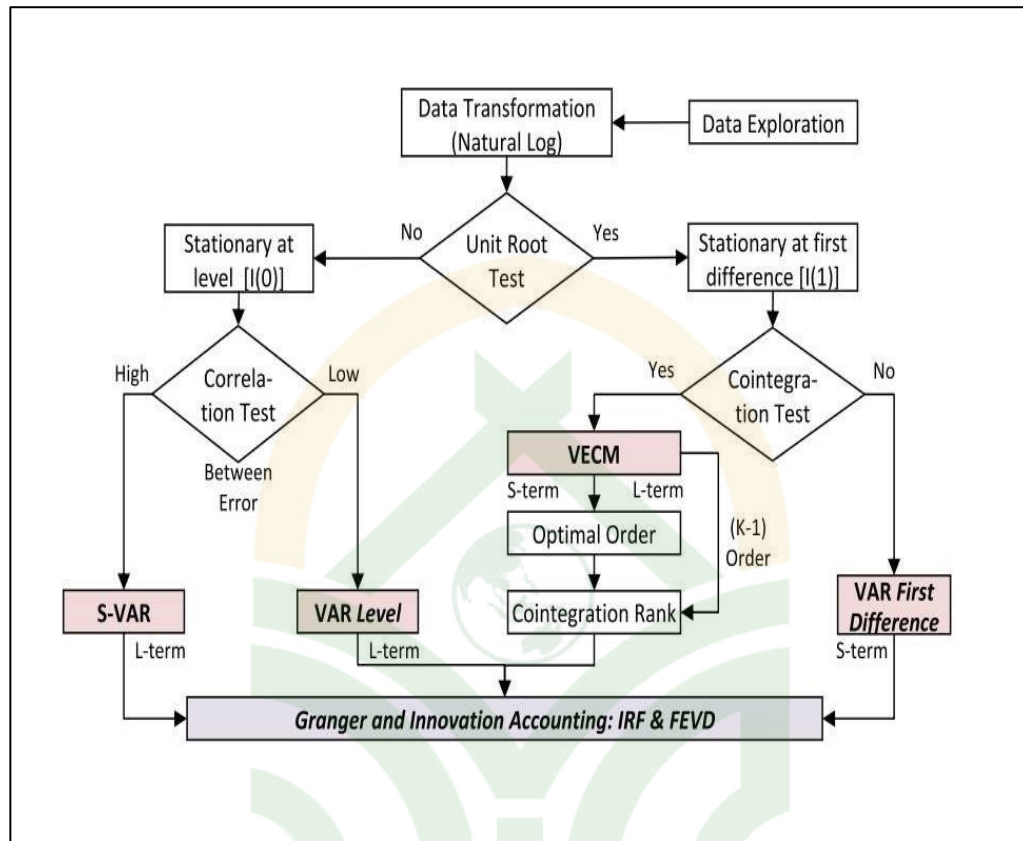 Data Transformation
(Natural Log)
Data Exploration
No
Unit Root
Test
Yes
Stationary at
level [I(0)]
Stationary at first
difference [I(1)]
High
Correla-
tion Test
Low
Between
Error
Yes
Cointegra-
tion Test
No
VECM
S-term
L-term
(K-1)
Order
Optimal Order
Cointegration Rank
S-VAR
L-term
VAR Level
L-term
VAR First
Difference
S-term
Granger and Innovation Accounting: IRF & FEVD